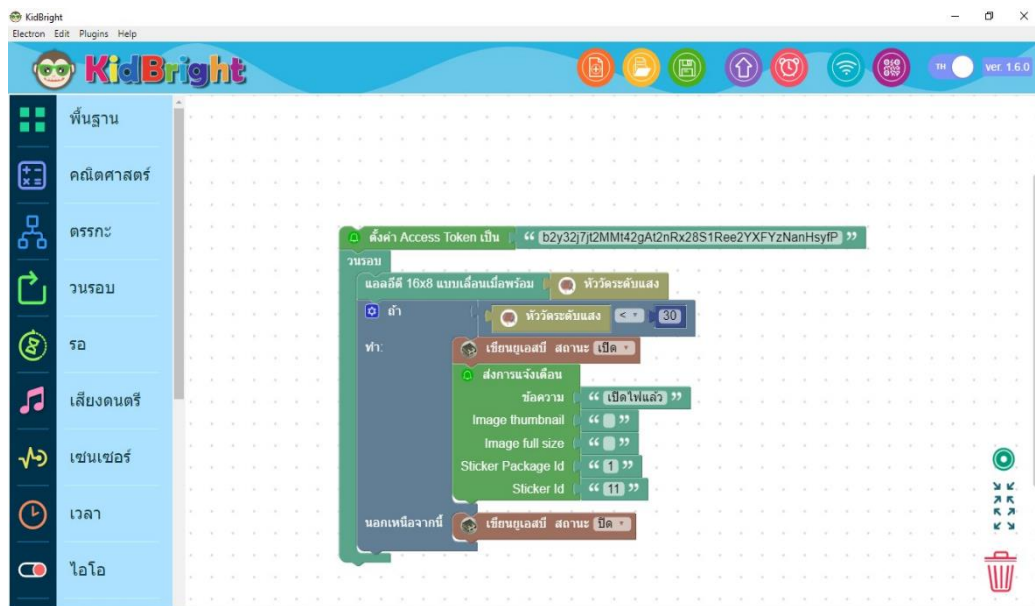 KidBright
Electron Edit Plugins Help
KidBright
TH
ver. 1.6.0
พื้นฐาน
คณิตศาสตร์
ตรรกะ
วนรอบ
รอ
เสียงดนตรี
เซนเซอร์
เวลา
ไอโอ
ตั้งค่า Access Token เป็น “ b2y32j7jt2MMt42gAt2nRx28S1Ree2YXFYzNanHsyfP ”
วนรอบ
แอลอีดี 16x8 แบบเลื่อนเมื่อพร้อม หัววัดระดับแสง
ถ้า หัววัดระดับแสง < 30
ทำ: เขียนยูเอสบี สถานะ เปิด
ส่งการแจ้งเตือน
ข้อความ “ เปิดไฟแล้ว ”
Image thumbnail “ ”
Image full size “ ”
Sticker Package Id “ 1 ”
Sticker Id “ 11 ”
นอกเหนือจากนี้ เขียนยูเอสบี สถานะ ปิด